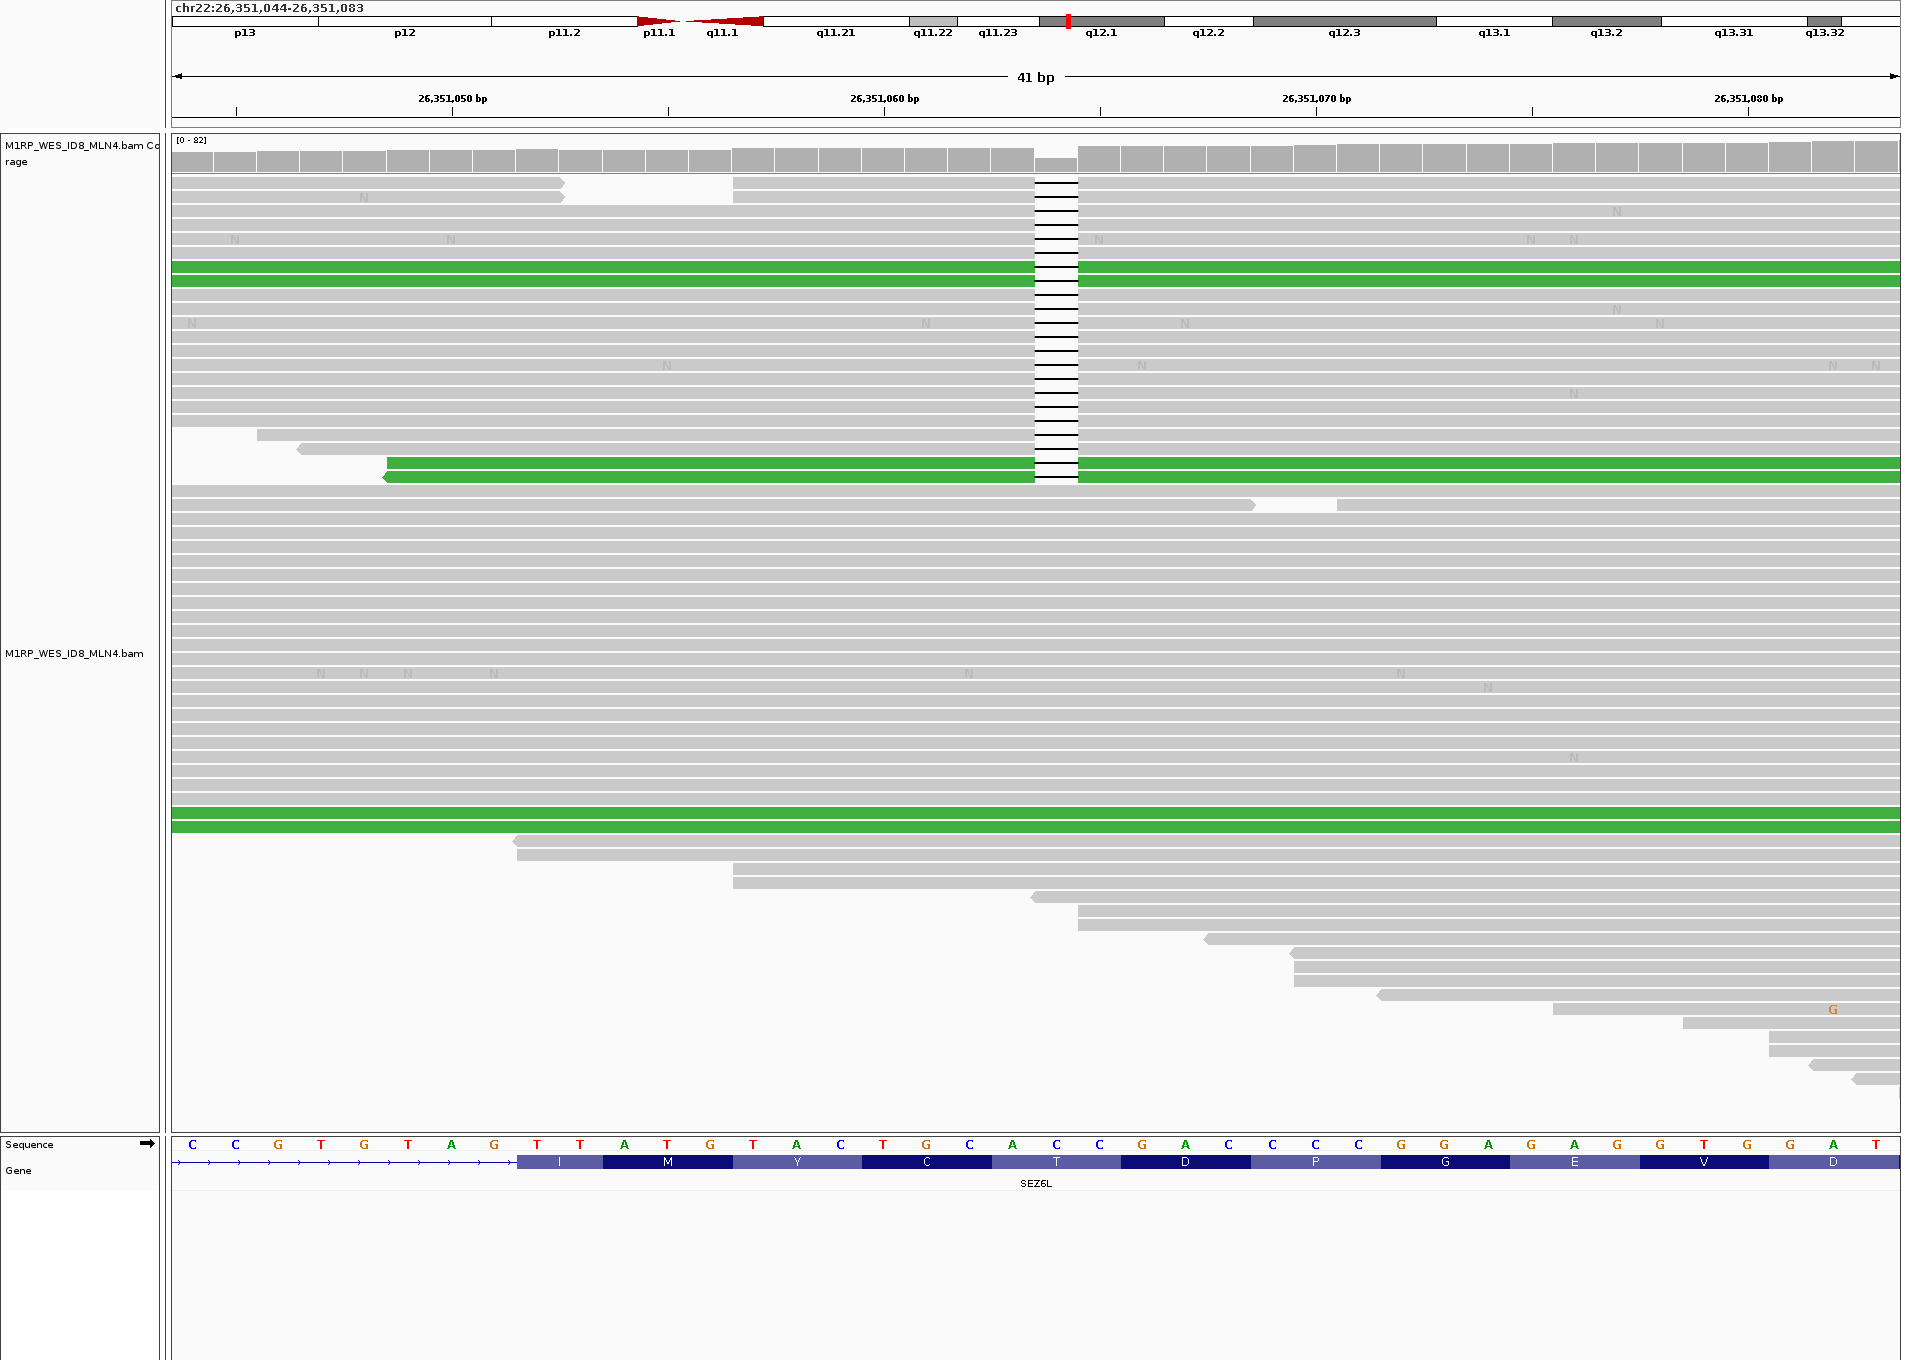 chr22:26,351,044-26,351,083
p13 p12 p11.2 p11.1 q11.1 q11.21 q11.22 q11.23 q12.1 q12.2 q12.3 q13.1 q13.2 q13.31 q13.32
41 bp
26,351,050 bp 26,351,060 bp 26,351,070 bp 26,351,080 bp
[0 - 82]
M1RP_WES_ID8_MLN4.bam Co
rage
N
N
N N N N N
N
N N N N
N N N N
N
M1RP_WES_ID8_MLN4.bam
N N N N N N
N
N
G
Sequence C C G T G T A G T T A T G T A C T G C A C C G A C C C C G G A G A G G T G G A T
Gene I M Y C T D P G E V D
SEZ6L